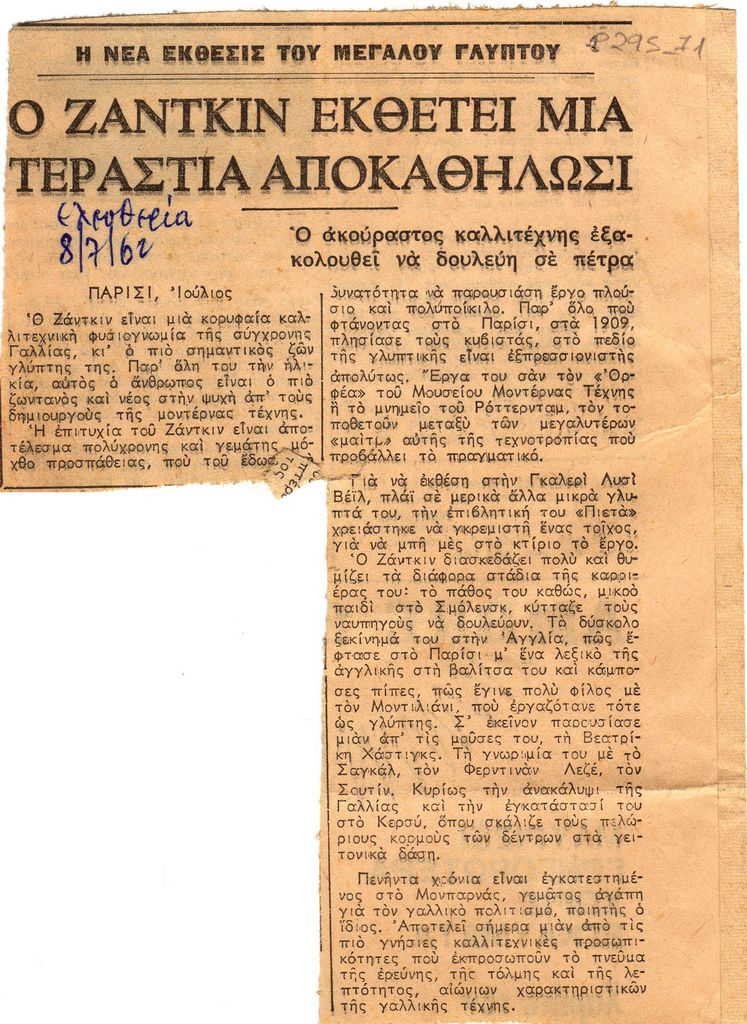 Η ΝΕΑ ΕΚΘΕΣΙΣ ΤΟΥ ΜΕΓΑΛΟΥ ΓΛΥΠΤΟΥ
P295_71
Ο ΖΑΝΤΚΙΝ ΕΚΘΕΤΕΙ ΜΙΑ
ΤΕΡΑΣΤΙΑ ΑΠΟΚΑΘΗΛΩΣΙ
Ελευθερία
8/7/62
Ὁ ἀκούραστος καλλιτέχνης ἐξα-
κολουθεῖ νὰ δουλεύη σὲ πέτρα
ΠΑΡΙΣΙ, Ἰούλιος
Ὁ Ζάντκιν εἶναι μιὰ κορυφαία καλ-
λιτεχνικὴ φυσιογνωμία τῆς σύγχρονης
Γαλλίας, κι' ὁ πιὸ σημαντικὸς ζῶν
γλύπτης της. Παρ' ὅλη του τὴν ἡλι-
κία, αὐτὸς ὁ ἄνθρωπος εἶναι ὁ πιὸ
ζωντανὸς καὶ νέος στὴν ψυχὴ ἀπ' τοὺς
δημιουργοὺς τῆς μοντέρνας τέχνης.
Ἡ ἐπιτυχία τοῦ Ζάντκιν εἶναι ἀπο-
τέλεσμα πολύχρονης καὶ γεμάτης μό-
χθο προσπάθειας, ποὺ τοῦ ἔδωσε
δυνατότητα νὰ παρουσιάση ἔργο πλού-
σιο καὶ πολύποίκιλο. Παρ' ὅλο ποὺ
φτάνοντας στὸ Παρίσι, στὰ 1909,
πλησίασε τοὺς κυβιστάς, στὸ πεδίο
τῆς γλυπτικῆς εἶναι ἐξπρεσσιονιστὴς
ἀπολύτως. Ἔργα του σὰν τὸν «Ὀρ-
φέα» τοῦ Μουσείου Μοντέρνας Τέχνης
ἢ τὸ μνημεῖο τοῦ Ρόττερνταμ, τὸν το-
ποθετοῦν μεταξὺ τῶν μεγαλυτέρων
«μαίτρ» αὐτῆς τῆς τεχνοτροπίας ποὺ
προβάλλει τὸ πραγματικό.
Γιὰ νὰ ἐκθέση στὴν Γκαλερὶ Λυσὶ
Βέϊλ, πλάϊ σὲ μερικὰ ἄλλα μικρὰ γλυ-
πτά του, τὴν ἐπιβλητική του «Πιετὰ»
χρειάστηκε νὰ γκρεμιστῆ ἕνας τοῖχος,
γιὰ νὰ μπῆ μὲς στὸ κτίριο τὸ ἔργο.
Ὁ Ζάντκιν διασκεδάζει πολὺ καὶ θυ-
μίζει τὰ διάφορα στάδια τῆς καρρι-
έρας του: τὸ πάθος του καθώς, μικρὸ
παιδὶ στὸ Σμόλενσκ, κύτταζε τοὺς
ναυπηγοὺς νὰ δουλεύουν. Τὸ δύσκολο
ξεκίνημά του στὴν Ἀγγλία, πῶς ἔ-
φτασε στὸ Παρίσι μ' ἕνα λεξικὸ τῆς
ἀγγλικῆς στὴ βαλίτσα του καὶ κάμπο-
σες πίπες, πῶς ἔγινε πολὺ φίλος μὲ
τὸν Μοντιλιάνι, ποὺ ἐργαζότανε τότε
ὡς γλύπτης. Σ' ἐκεῖνον παρουσίασε
μιὰν ἀπ' τὶς μοῦσες του, τὴ Βεατρί-
κη Χάστιγκς. Τὴ γνωριμία του μὲ τὸ
Σαγκάλ, τὸν Φερντινὰν Λεζέ, τὸν
Σουτίν. Κυρίως τὴν ἀνακάλυψι τῆς
Γαλλίας καὶ τὴν ἐγκατάστασί του
στὸ Κερσύ, ὅπου σκάλιζε τοὺς πελώ-
ριους κορμοὺς τῶν δέντρων στὰ γει-
τονικὰ δάση.
Πενῆντα χρόνια εἶναι ἐγκατεστημέ-
νος στὸ Μονπαρνάς, γεμᾶτος ἀγάπη
γιὰ τὸν γαλλικὸ πολιτισμό, ποιητὴς ὁ
ἴδιος. Ἀποτελεῖ σήμερα μιὰν ἀπὸ τὶς
πιὸ γνήσιες καλλιτεχνικὲς προσωπι-
κότητες ποὺ ἐκπροσωποῦν τὸ πνεῦμα
τῆς ἐρεύνης, τῆς τόλμης καὶ τῆς λε-
πτότητος, αἰώνιων χαρακτηριστικῶν
τῆς γαλλικῆς τέχνης.